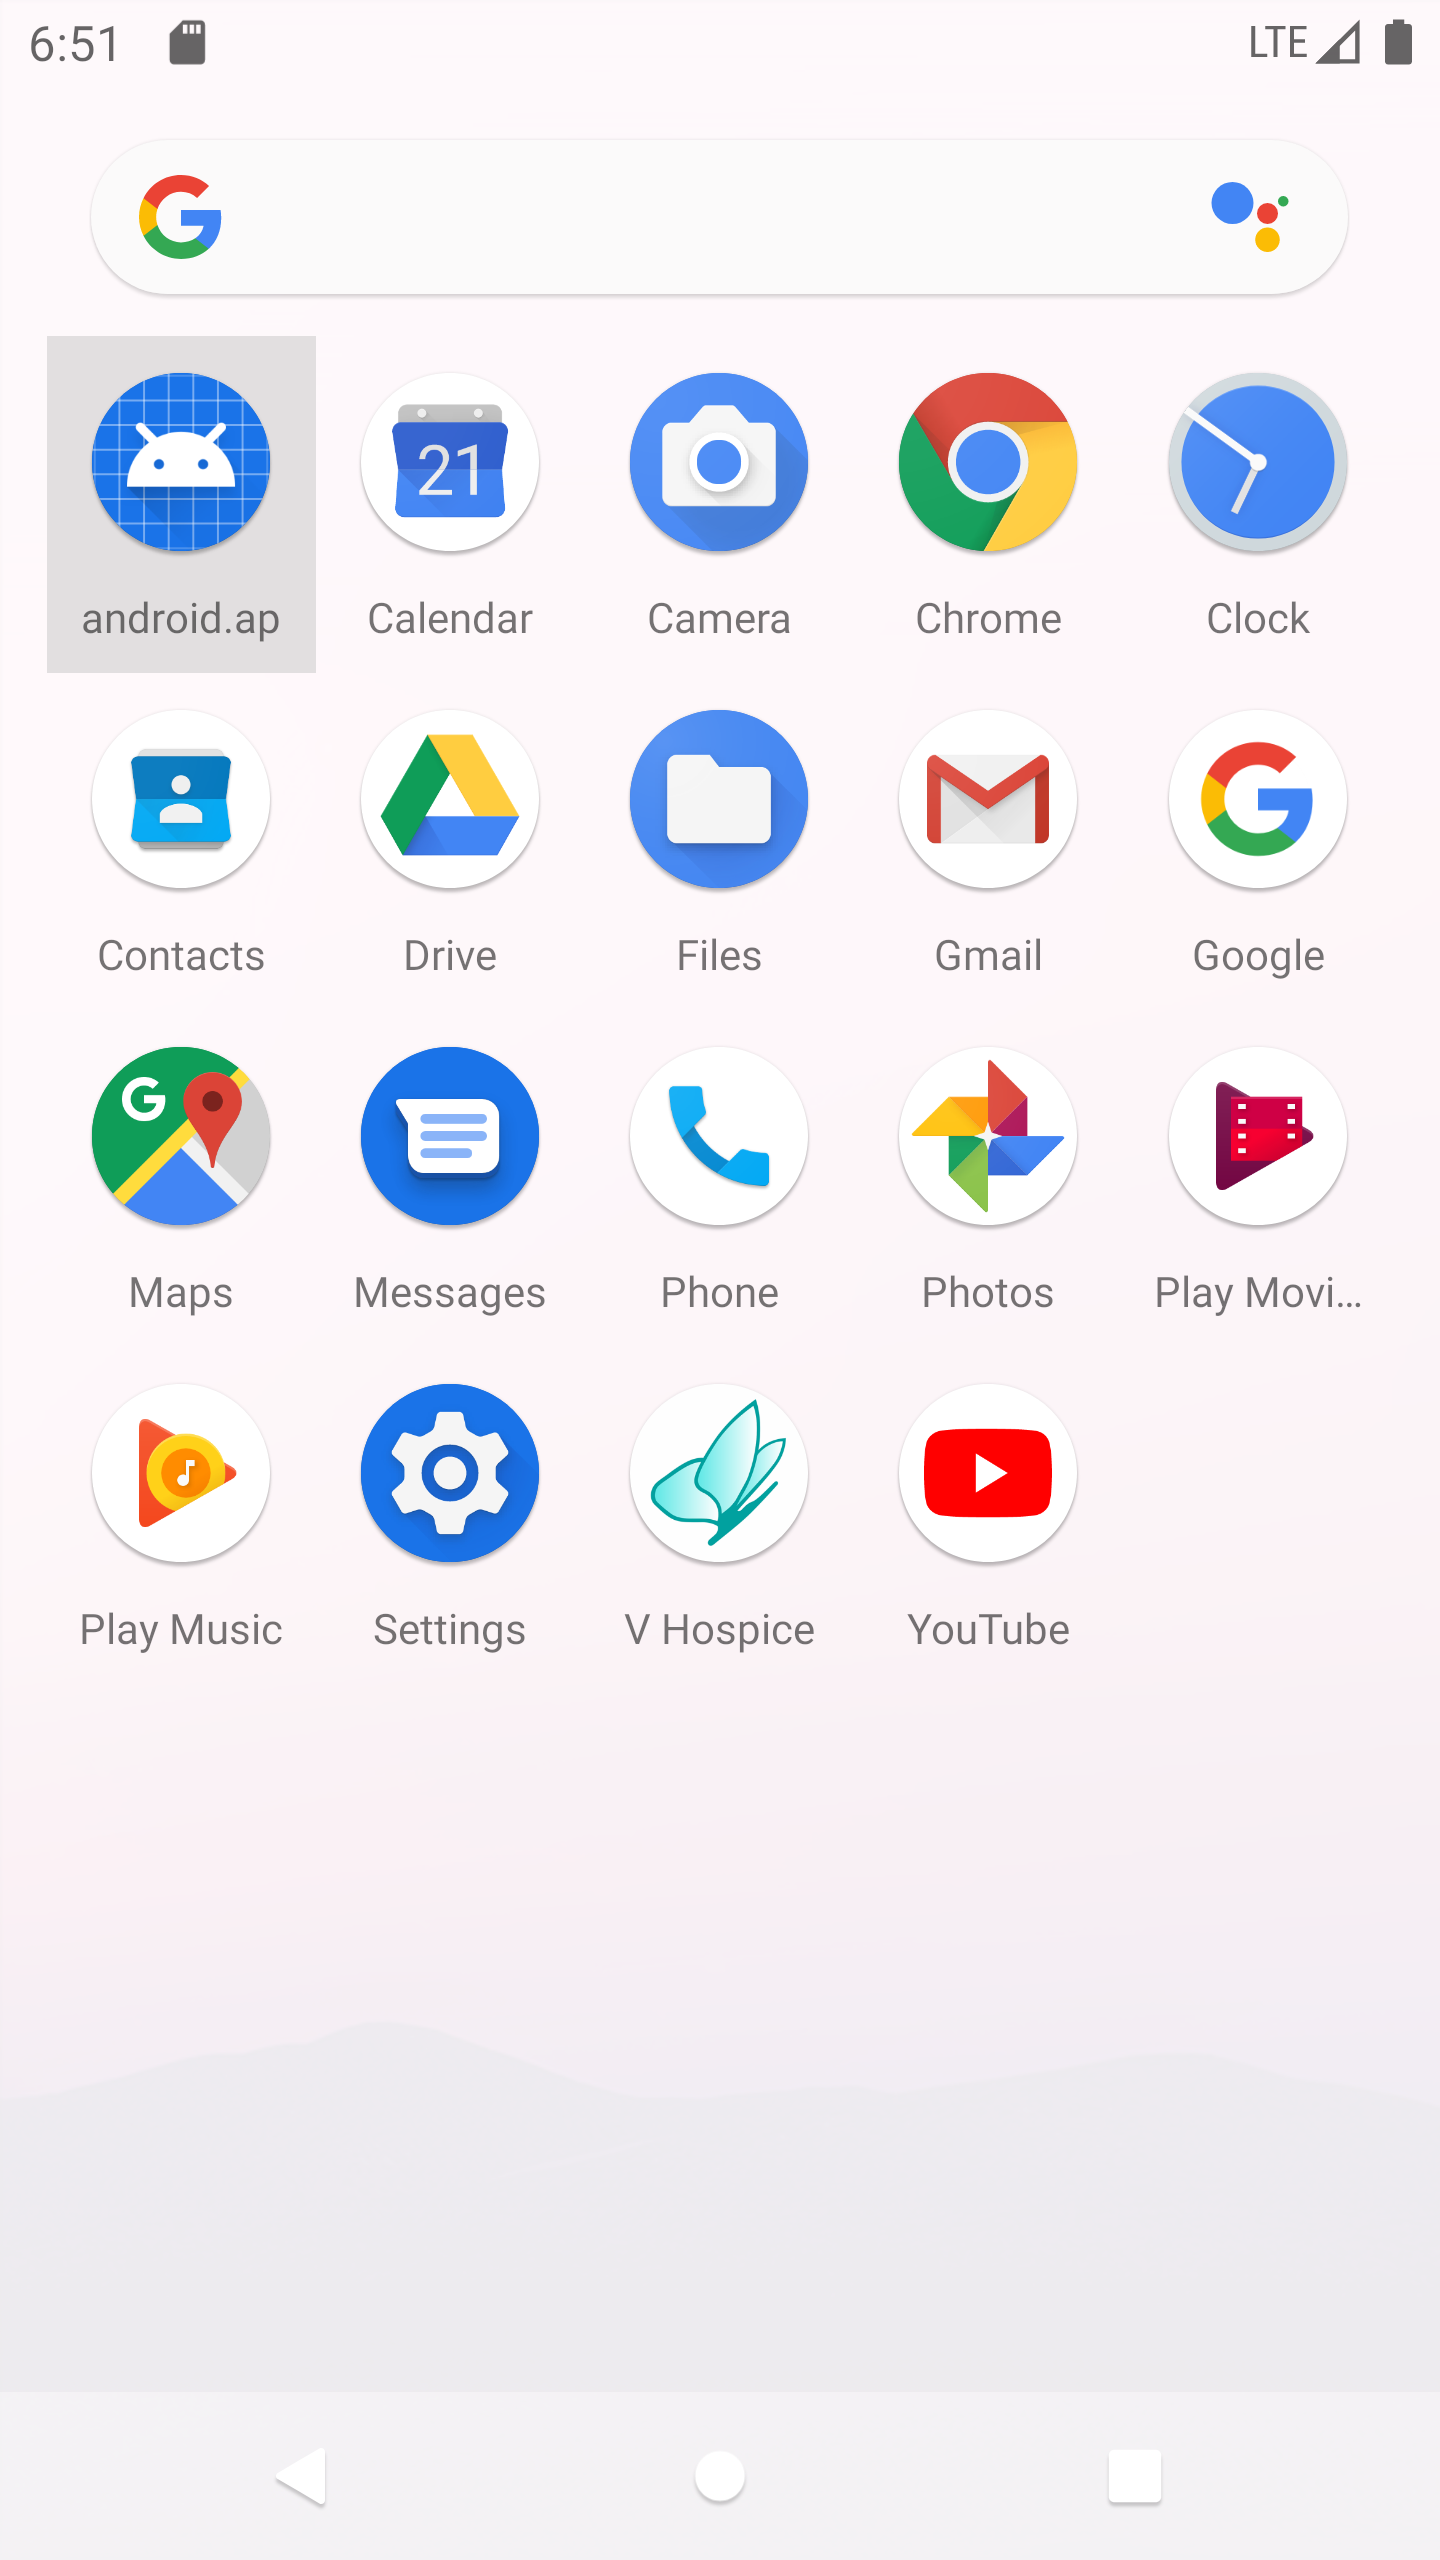 6:51 LTE
android.ap Calendar Camera Chrome Clock
Contacts Drive Files Gmail Google
Maps Messages Phone Photos Play Movi...
Play Music Settings V Hospice YouTube
21